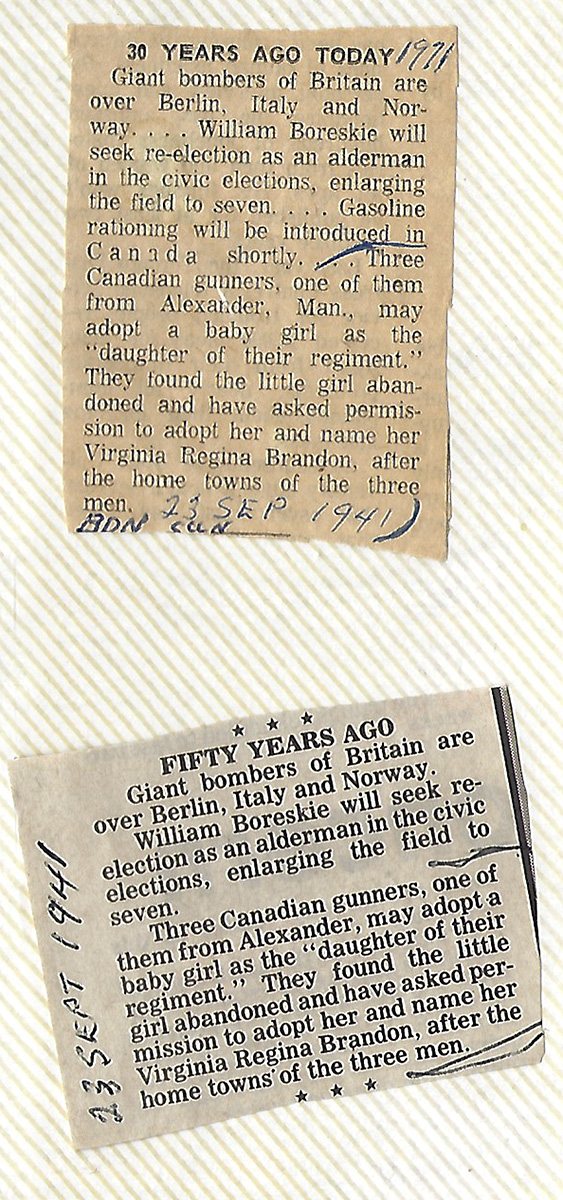 30 YEARS AGO TODAY 1971
Giant bombers of Britain are
over Berlin, Italy and Nor-
way. . . . William Boreskie will
seek re-election as an alderman
in the civic elections, enlarging
the field to seven. . . . Gasoline
rationing will be introduced in
Canada shortly. . . . Three
Canadian gunners, one of them
from Alexander, Man., may
adopt a baby girl as the
“daughter of their regiment.”
They found the little girl aban-
doned and have asked permis-
sion to adopt her and name her
Virginia Regina Brandon, after
the home towns of the three
men. 23 SEP 1941)
BDN SUN
★ ★ ★
FIFTY YEARS AGO
Giant bombers of Britain are
over Berlin, Italy and Norway.
William Boreskie will seek re-
election as an alderman in the civic
elections, enlarging the field to
seven.
Three Canadian gunners, one of
them from Alexander, may adopt a
baby girl as the “daughter of their
regiment.” They found the little
girl abandoned and have asked per-
mission to adopt her and name her
Virginia Regina Brandon, after the
home towns of the three men.
★ ★ ★
23 SEPT 1941